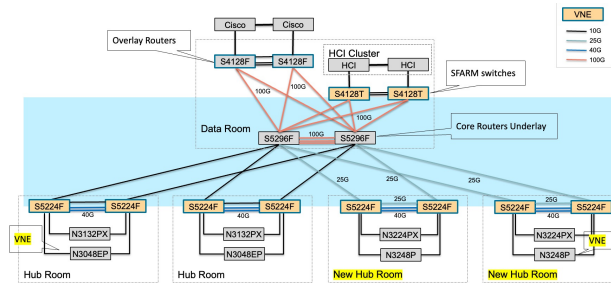 Cisco Cisco
VNE
Overlay Routers
S4128F S4128F
HCI Cluster
HCI HCI
10G
25G
40G
100G
S4128T S4128T
SFARM switches
100G 100G 100G 100G
Data Room
100G
S5296F S5296F
Core Routers Underlay
25G 25G 25G 25G
S5224F S5224F S5224F S5224F S5224F 25G S5224F S5224F 25G S5224F
40G 40G 40G 40G
VNE
N3132PX N3132PX N3224PX N3224PX
VNE
N3048EP N3048EP N3248P N3248P
Hub Room Hub Room New Hub Room New Hub Room